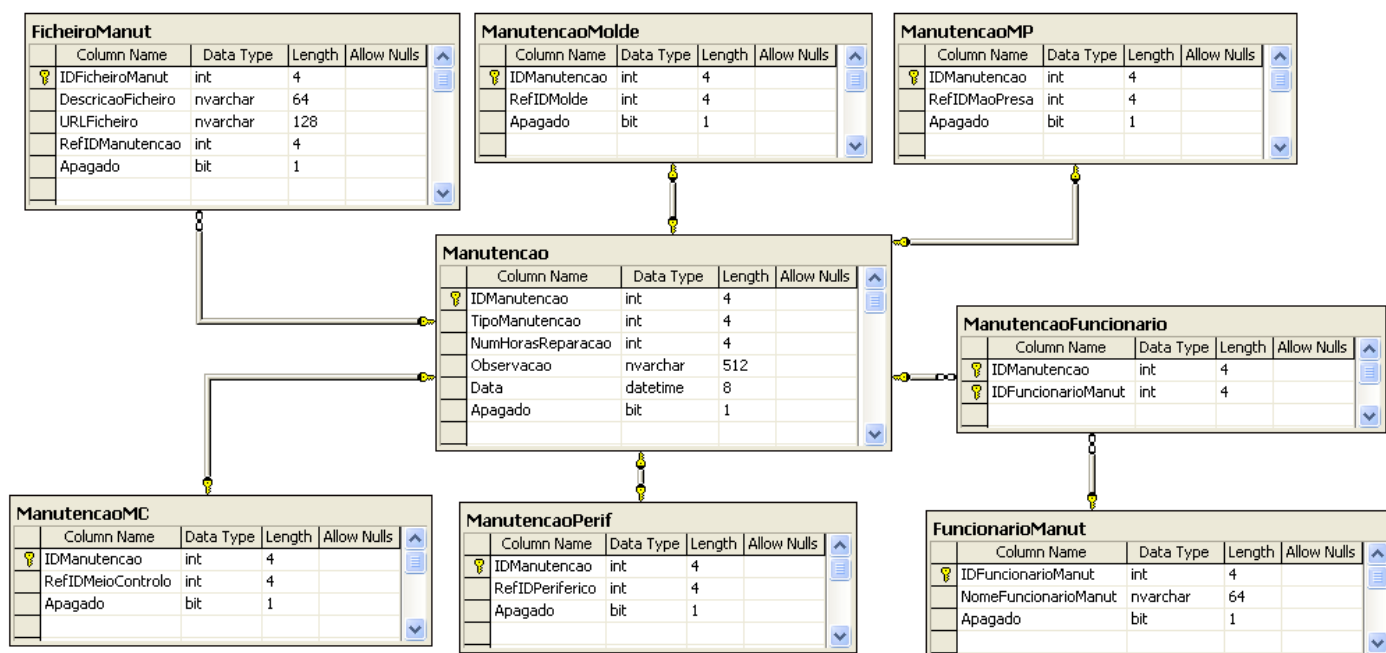 FicheiroManut
Column Name Data Type Length Allow Nulls
IDFicheiroManut int 4
DescricaoFicheiro nvarchar 64
URLFicheiro nvarchar 128
RefIDManutencao int 4
Apagado bit 1
ManutencaoMolde
Column Name Data Type Length Allow Nulls
IDManutencao int 4
RefIDMolde int 4
Apagado bit 1
ManutencaoMP
Column Name Data Type Length Allow Nulls
IDManutencao int 4
RefIDMaoPresa int 4
Apagado bit 1
Manutencao
Column Name Data Type Length Allow Nulls
IDManutencao int 4
TipoManutencao int 4
NumHorasReparacao int 4
Observacao nvarchar 512
Data datetime 8
Apagado bit 1
ManutencaoFuncionario
Column Name Data Type Length Allow Nulls
IDManutencao int 4
IDFuncionarioManut int 4
ManutencaoMC
Column Name Data Type Length Allow Nulls
IDManutencao int 4
RefIDMeioControlo int 4
Apagado bit 1
ManutencaoPerif
Column Name Data Type Length Allow Nulls
IDManutencao int 4
RefIDPeriferico int 4
Apagado bit 1
FuncionarioManut
Column Name Data Type Length Allow Nulls
IDFuncionarioManut int 4
NomeFuncionarioManut nvarchar 64
Apagado bit 1